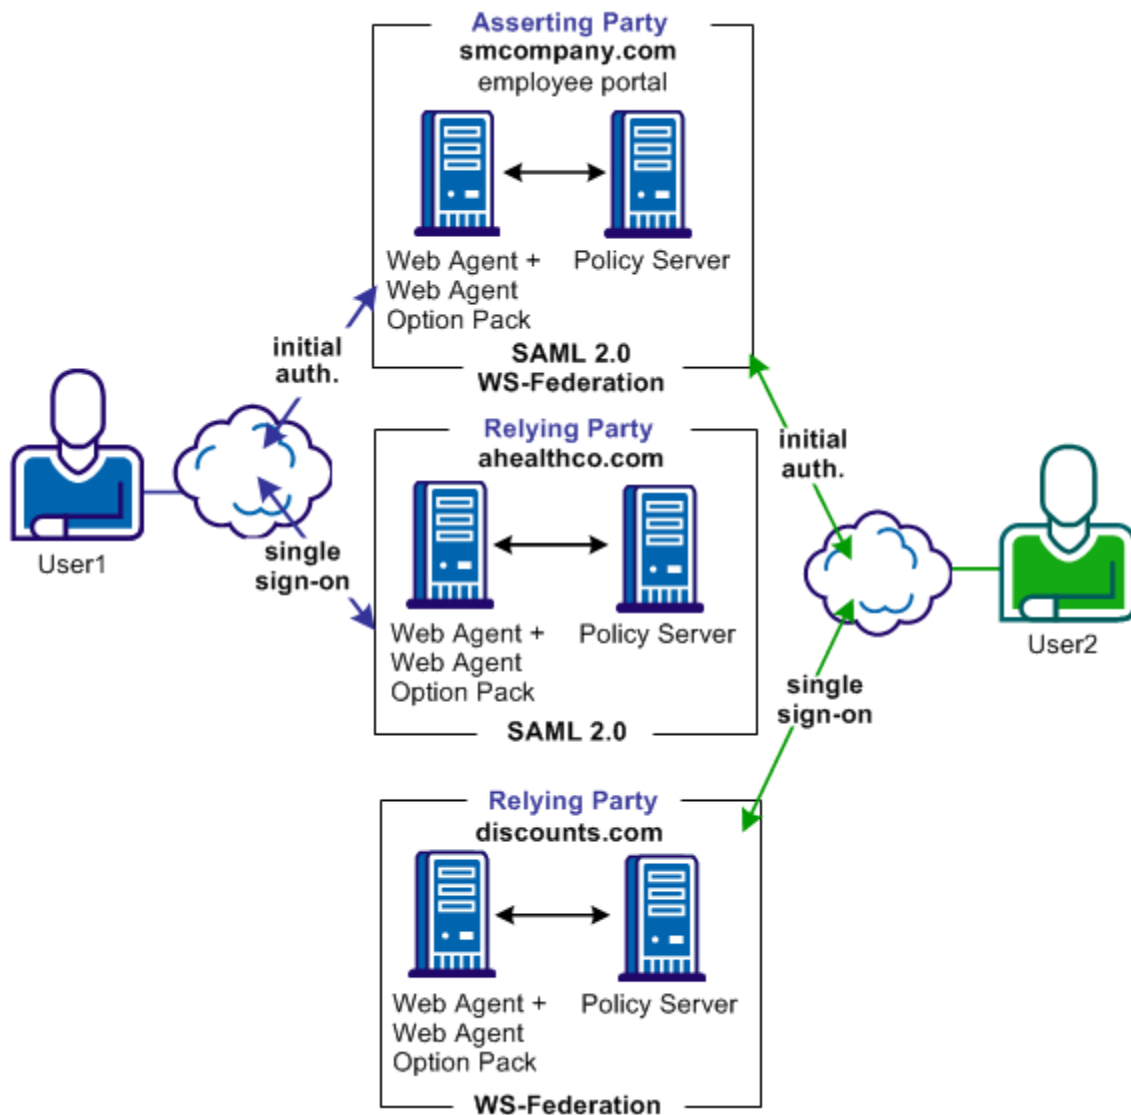 Asserting Party
smcompany.com
employee portal
Web Agent +
Web Agent
Option Pack
Policy Server
SAML 2.0
WS-Federation
initial
auth.
User1
single
sign-on
Relying Party
ahealthco.com
Web Agent +
Web Agent
Option Pack
Policy Server
SAML 2.0
initial
auth.
User2
single
sign-on
Relying Party
discounts.com
Web Agent +
Web Agent
Option Pack
Policy Server
WS-Federation